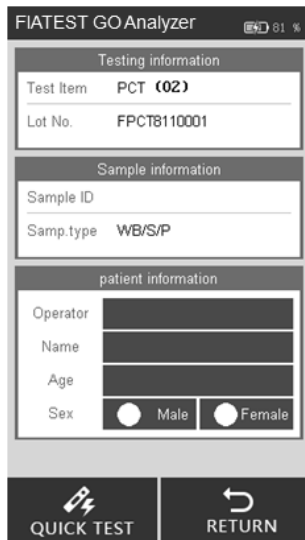 FIATEST GO Analyzer 81 %
Testing information
Test Item PCT (02)
Lot No. FPCT8110001
Sample information
Sample ID
Samp.type WB/S/P
patient information
Operator
Name
Age
Sex Male Female
QUICK TEST RETURN